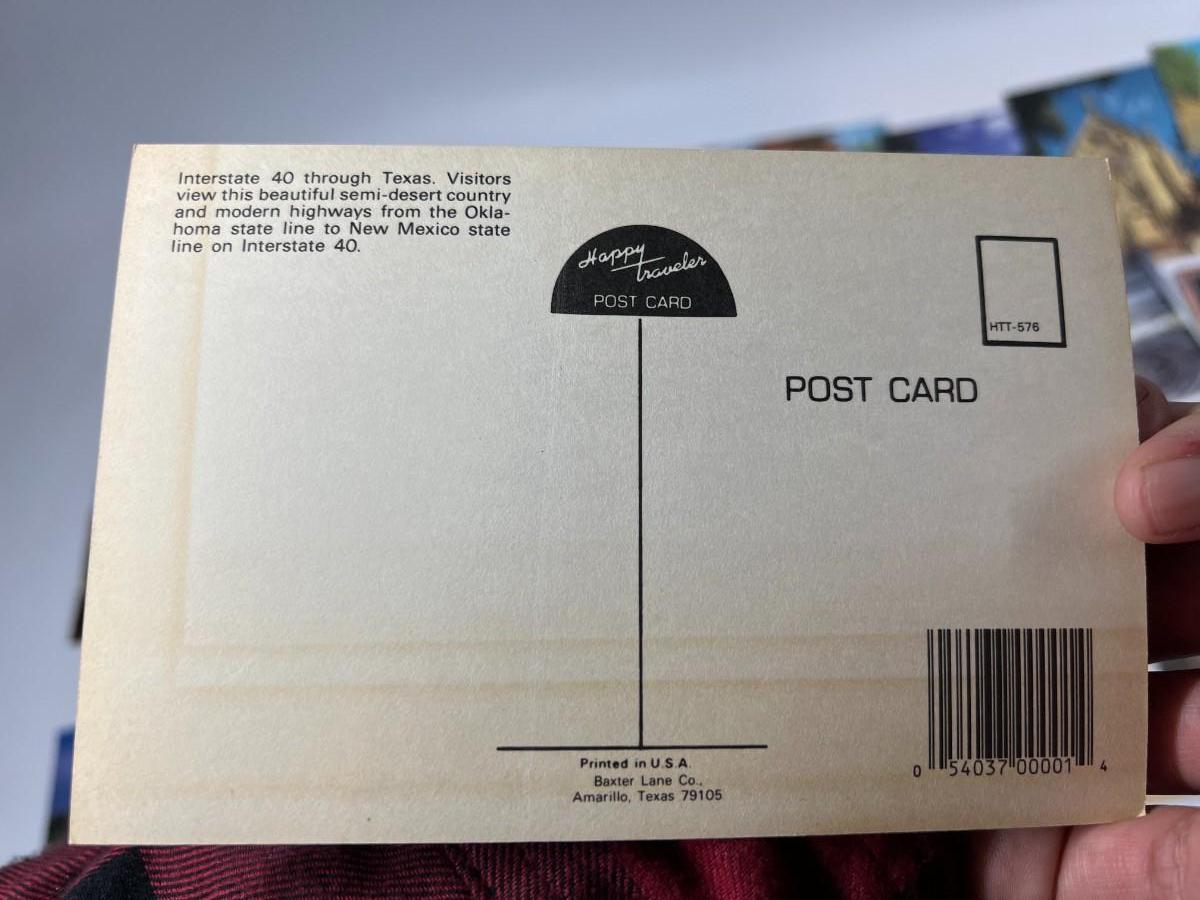 Interstate 40 through Texas. Visitors
view this beautiful semi-desert country
and modern highways from the Okla-
homa state line to New Mexico state
line on Interstate 40.
Happy
Traveler
POST CARD
HTT-576
POST CARD
Printed in U.S.A.
Baxter Lane Co.,
Amarillo, Texas 79105
0 54037 00001 4